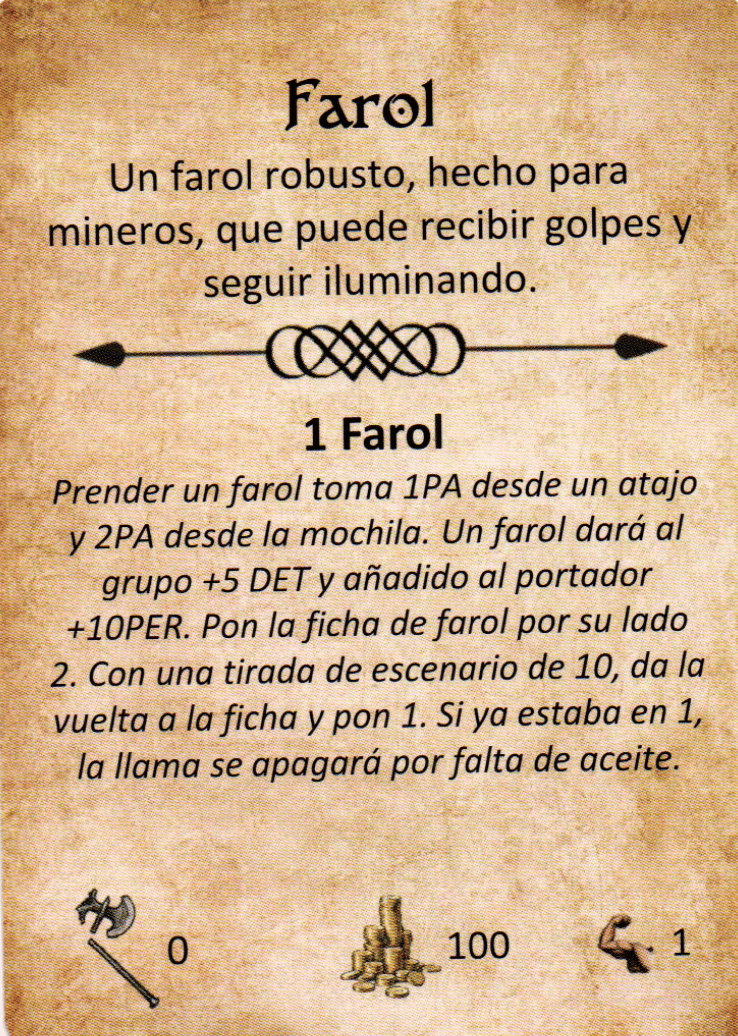 Farol
Un farol robusto, hecho para
mineros, que puede recibir golpes y
seguir iluminando.
1 Farol
Prender un farol toma 1PA desde un atajo
y 2PA desde la mochila. Un farol dará al
grupo +5 DET y añadido al portador
+10PER. Pon la ficha de farol por su lado
2. Con una tirada de escenario de 10, da la
vuelta a la ficha y pon 1. Si ya estaba en 1,
la llama se apagará por falta de aceite.
0 100 1